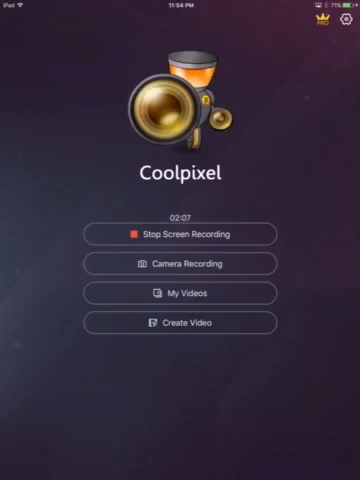 iPad
11:54 PM
71%
PRO
Coolpixel
02:07
Stop Screen Recording
Camera Recording
My Videos
Create Video